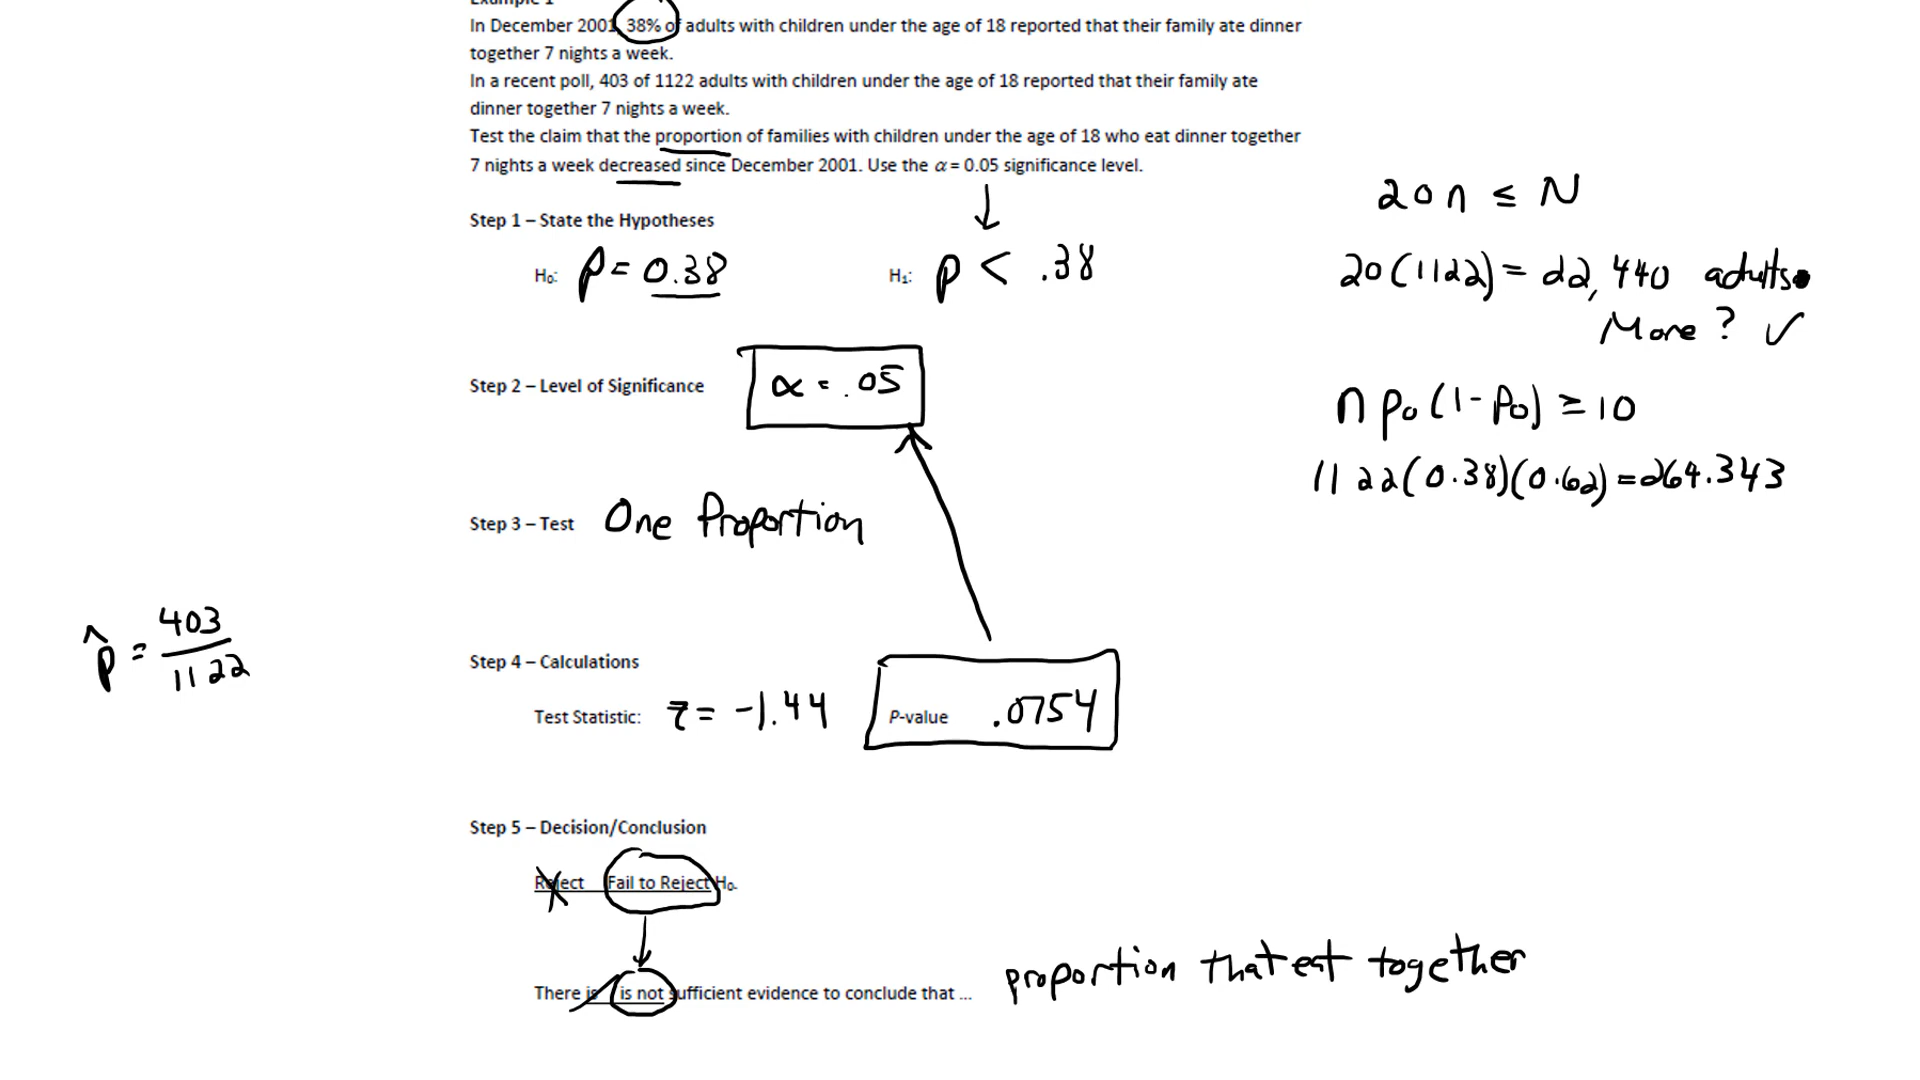 Example 1
In December 2001, 38% of adults with children under the age of 18 reported that their family ate dinner
together 7 nights a week.
In a recent poll, 403 of 1122 adults with children under the age of 18 reported that their family ate
dinner together 7 nights a week.
Test the claim that the proportion of families with children under the age of 18 who eat dinner together
7 nights a week decreased since December 2001. Use the α = 0.05 significance level.
20n ≤ N
Step 1 – State the Hypotheses
H₀: p = 0.38 H₁: p < .38
20(1122) = 22,440 adults.
More? ✓
Step 2 – Level of Significance α = .05
n p₀(1-p₀) ≥ 10
1122(0.38)(0.62) = 264.343
Step 3 – Test One Proportion
p̂ = 403/1122
Step 4 – Calculations
Test Statistic: z = -1.44 P-value .0754
Step 5 – Decision/Conclusion
Reject Fail to Reject H₀.
There is is not sufficient evidence to conclude that ... proportion that eat together